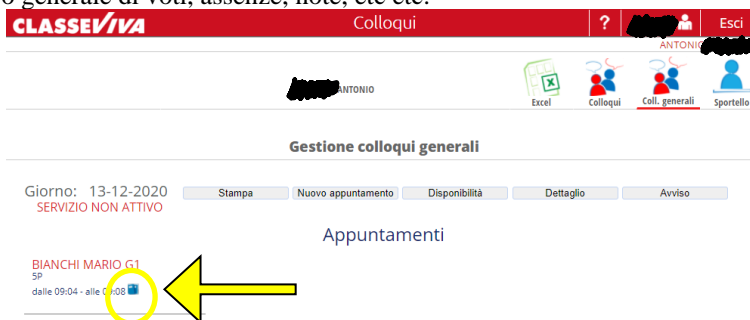 o generale di voti, assenze, note, etc etc.
CLASSEVIVA Colloqui ? Esci
ANTONIO
ANTONIO
Excel Colloqui Coll. generali Sportello
Gestione colloqui generali
Giorno: 13-12-2020 Stampa Nuovo appuntamento Disponibilità Dettaglio Avviso
SERVIZIO NON ATTIVO
Appuntamenti
BIANCHI MARIO G1
5P
dalle 09:04 - alle 09:08